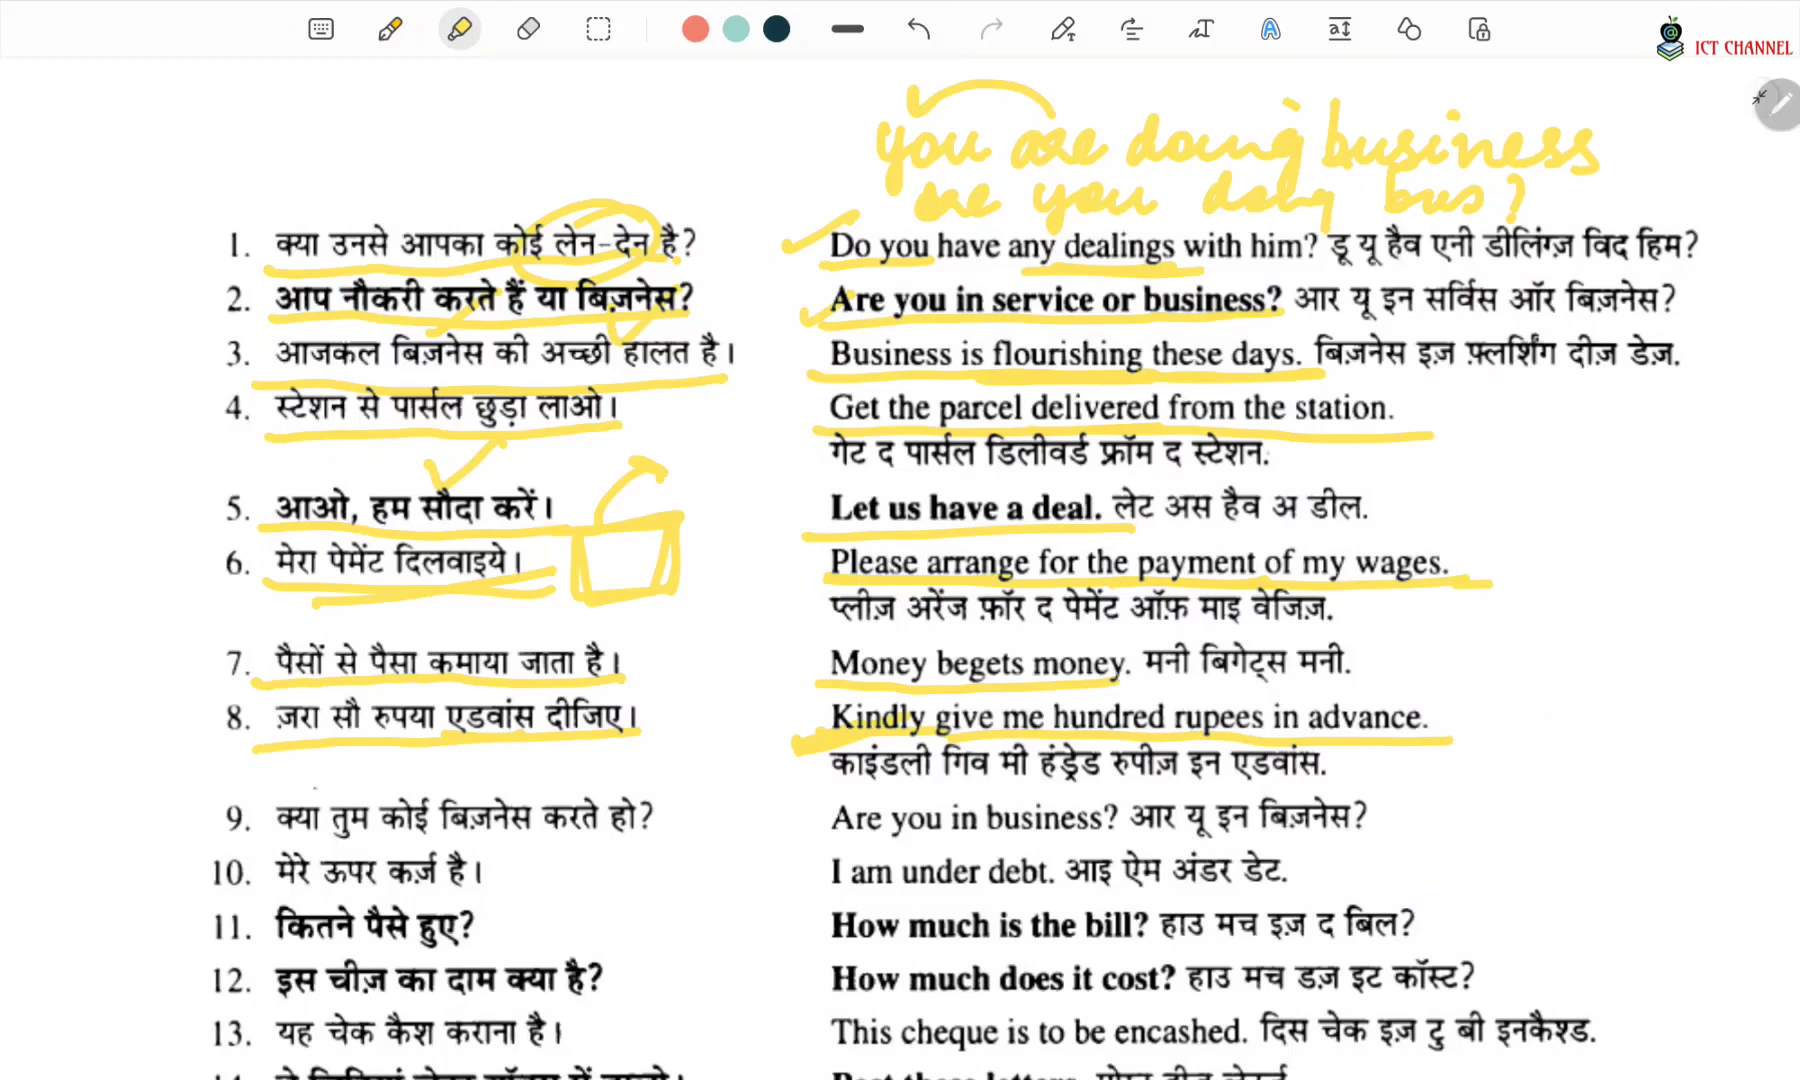 ICT CHANNEL
you are doing business
are you doing bus?
1. क्या उनसे आपका कोई लेन-देन है? Do you have any dealings with him? डू यू हैव एनी डीलिंग्ज़ विद हिम?
2. आप नौकरी करते हैं या बिज़नेस? Are you in service or business? आर यू इन सर्विस ऑर बिज़नेस?
3. आजकल बिज़नेस की अच्छी हालत है। Business is flourishing these days. बिज़नेस इज़ फ़्लरिशंग दीज़ डेज़.
4. स्टेशन से पार्सल छुड़ा लाओ। Get the parcel delivered from the station.
गेट द पार्सल डिलीवर्ड फ्रॉम द स्टेशन.
5. आओ, हम सौदा करें। Let us have a deal. लेट अस हैव अ डील.
6. मेरा पेमेंट दिलवाइये। Please arrange for the payment of my wages.
प्लीज़ अरेंज फ़ॉर द पेमेंट ऑफ़ माइ वेजिज़.
7. पैसों से पैसा कमाया जाता है। Money begets money. मनी बिगेट्स मनी.
8. ज़रा सौ रुपया एडवांस दीजिए। Kindly give me hundred rupees in advance.
काइंडली गिव मी हंड्रेड रुपीज़ इन एडवांस.
9. क्या तुम कोई बिज़नेस करते हो? Are you in business? आर यू इन बिज़नेस?
10. मेरे ऊपर कर्ज़ है। I am under debt. आइ ऐम अंडर डेट.
11. कितने पैसे हुए? How much is the bill? हाउ मच इज़ द बिल?
12. इस चीज़ का दाम क्या है? How much does it cost? हाउ मच डज़ इट कॉस्ट?
13. यह चेक कैश कराना है। This cheque is to be encashed. दिस चेक इज़ टु बी इनकैश्ड.